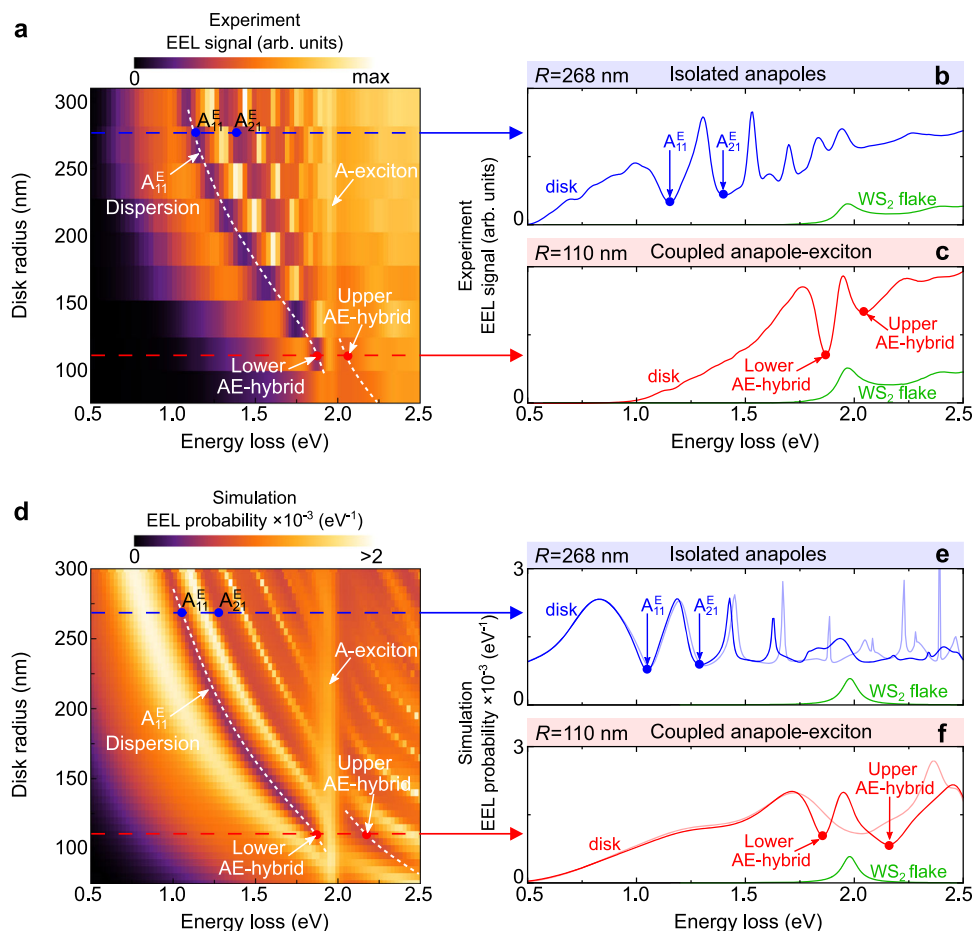 a
Experiment
EEL signal (arb. units)
0 max
Disk radius (nm)
300
250
200
150
100
A₁₁ᴱ A₂₁ᴱ
A-exciton
A₁₁ᴱ
Dispersion
Upper
AE-hybrid
Lower
AE-hybrid
0.5 1.0 1.5 2.0 2.5
Energy loss (eV)
R=268 nm Isolated anapoles b
Experiment
EEL signal (arb. units)
A₁₁ᴱ A₂₁ᴱ
disk
WS₂ flake
0
R=110 nm Coupled anapole-exciton c
disk
Lower
AE-hybrid
Upper
AE-hybrid
WS₂ flake
0
0.5 1.0 1.5 2.0 2.5
Energy loss (eV)
d
Simulation
EEL probability ×10⁻³ (eV⁻¹)
0 >2
Disk radius (nm)
300
250
200
150
100
A₁₁ᴱ A₂₁ᴱ
A-exciton
A₁₁ᴱ
Dispersion
Upper
AE-hybrid
Lower
AE-hybrid
0.5 1.0 1.5 2.0 2.5
Energy loss (eV)
R=268 nm Isolated anapoles e
Simulation
EEL probability ×10⁻³ (eV⁻¹)
3
disk
A₁₁ᴱ A₂₁ᴱ
WS₂ flake
0
R=110 nm Coupled anapole-exciton f
3
disk
Lower
AE-hybrid
Upper
AE-hybrid
WS₂ flake
0
0.5 1.0 1.5 2.0 2.5
Energy loss (eV)